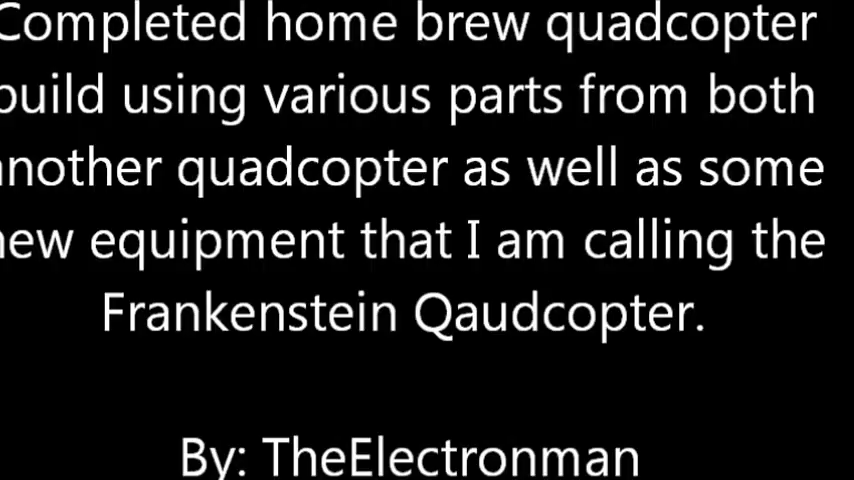 Completed home brew quadcopter
build using various parts from both
another quadcopter as well as some
new equipment that I am calling the
Frankenstein Qaudcopter.
By: TheElectronman